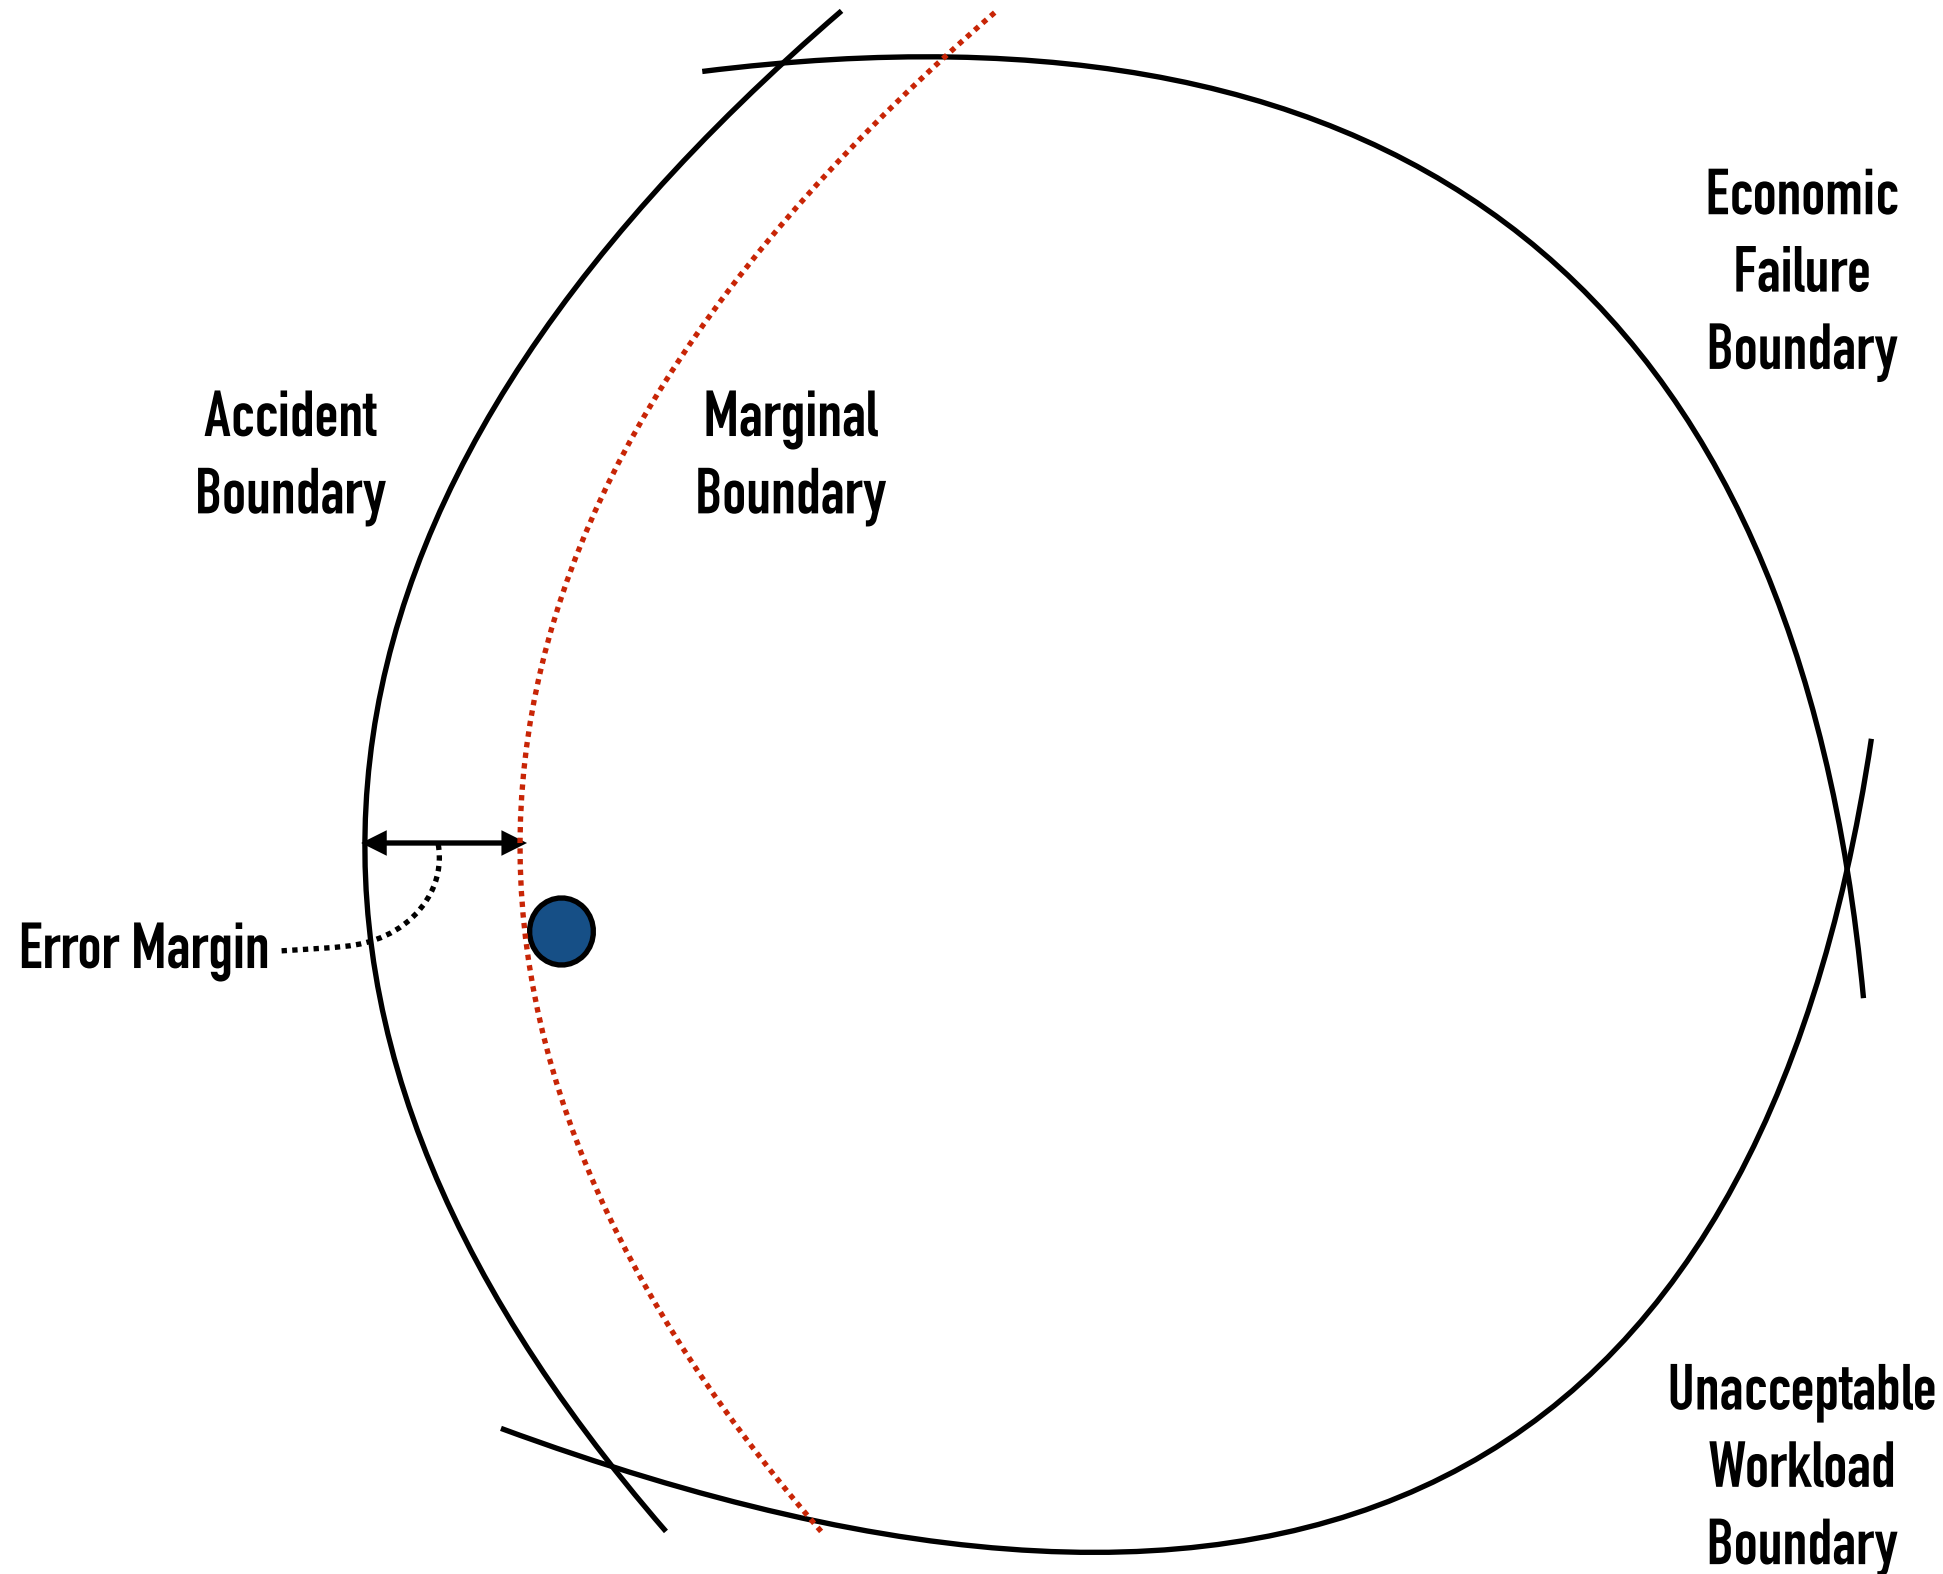 Economic
Failure
Boundary
Accident
Boundary
Marginal
Boundary
Error Margin
Unacceptable
Workload
Boundary